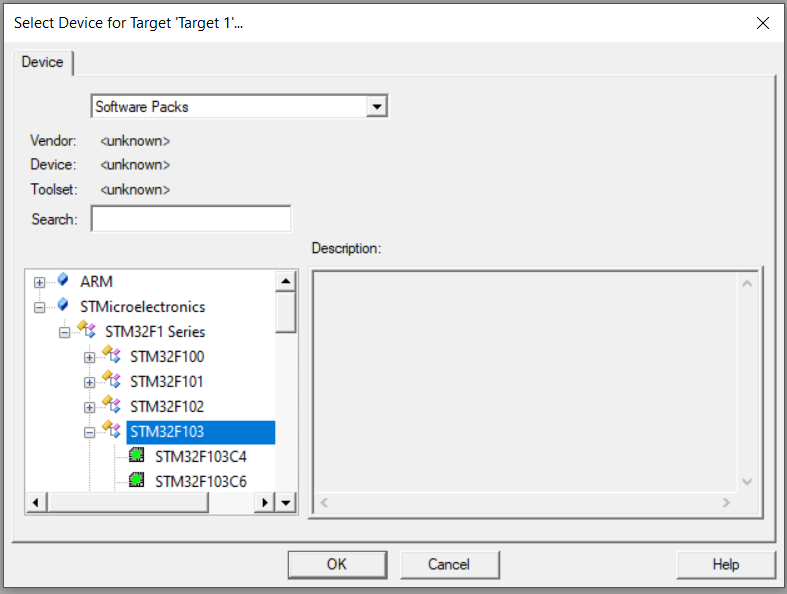 Select Device for Target 'Target 1'...
Device
Software Packs
Vendor: <unknown>
Device: <unknown>
Toolset: <unknown>
Search:
Description:
ARM
STMicroelectronics
STM32F1 Series
STM32F100
STM32F101
STM32F102
STM32F103
STM32F103C4
STM32F103C6
OK Cancel Help